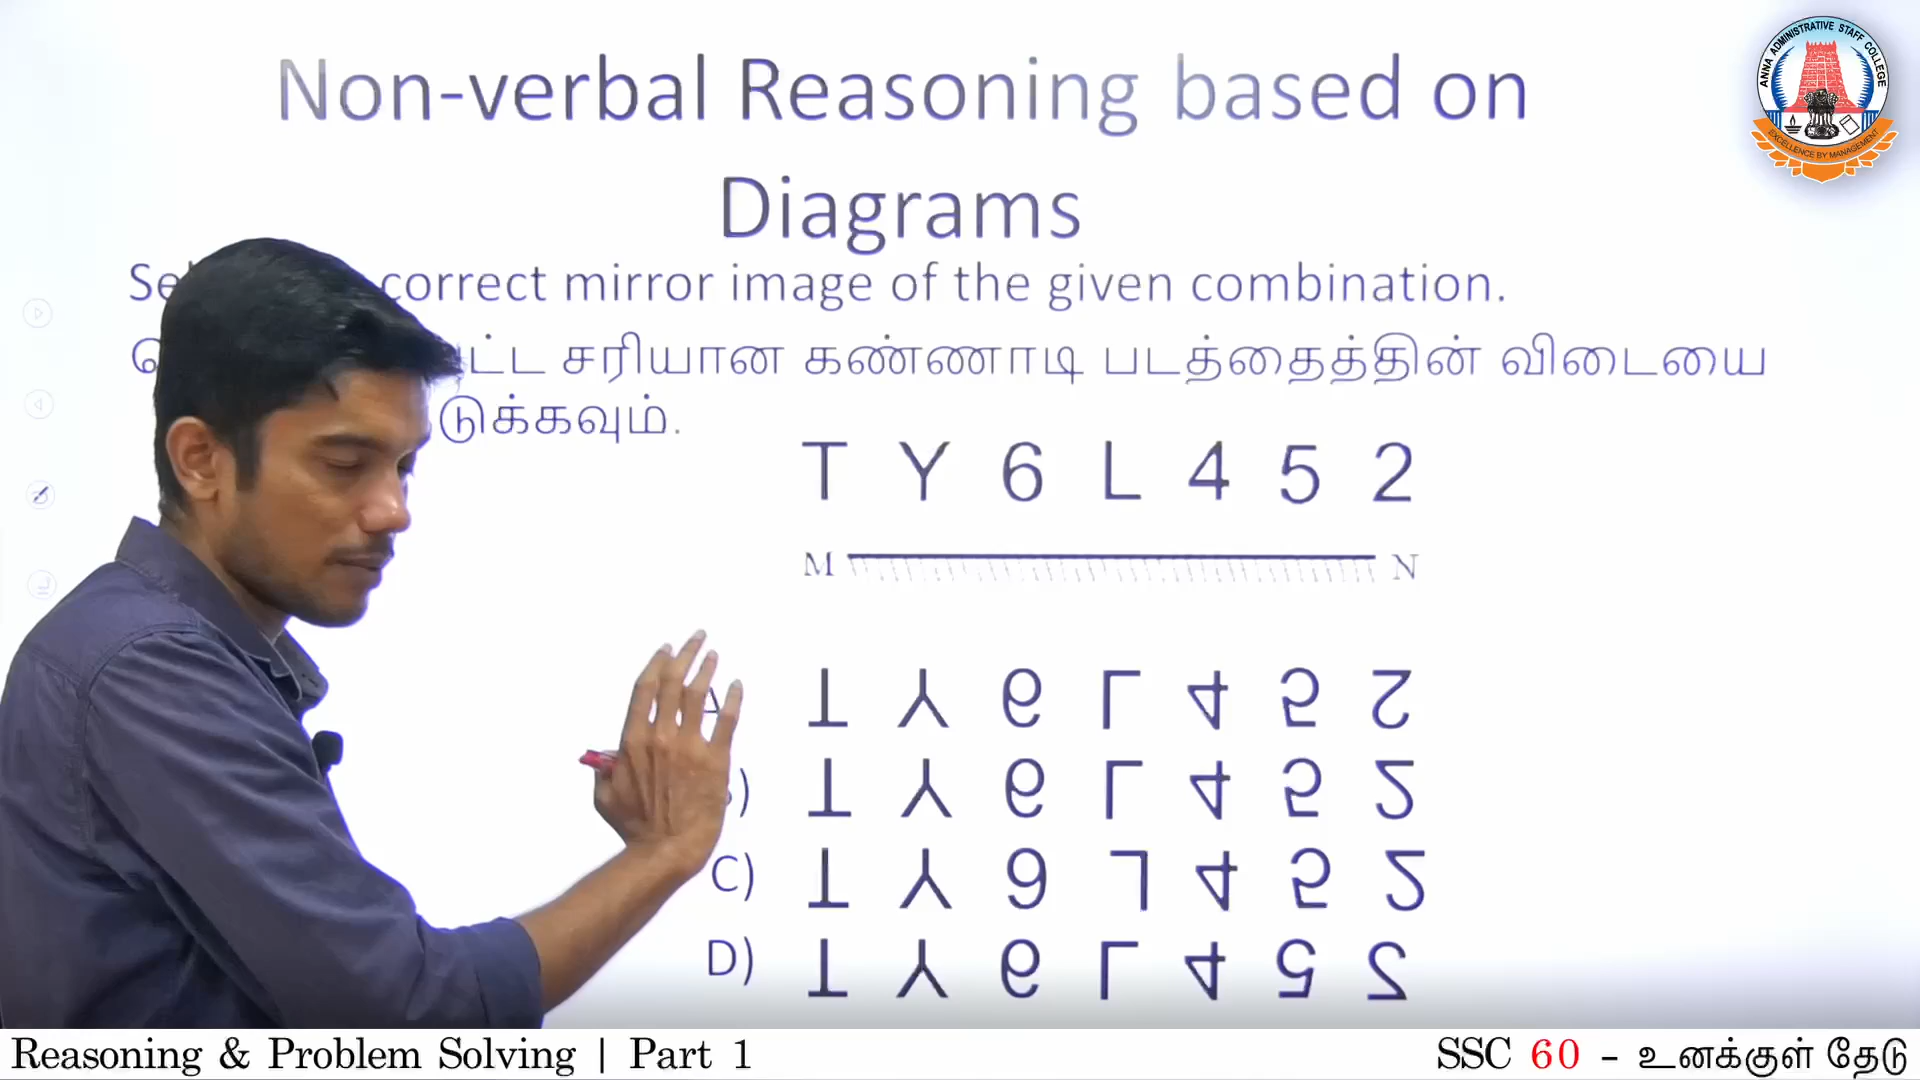 ANNA ADMINISTRATIVE STAFF COLLEGE
EXCELLENCE BY MANAGEMENT
Non-verbal Reasoning based on
Diagrams
correct mirror image of the given combination.
சரியான கண்ணாடி படத்தைத்தின் விடையை
T Y 6 L 4 5 2
M N
C)
D)
Reasoning & Problem Solving | Part 1
SSC 60 - உனக்குள் தேடு